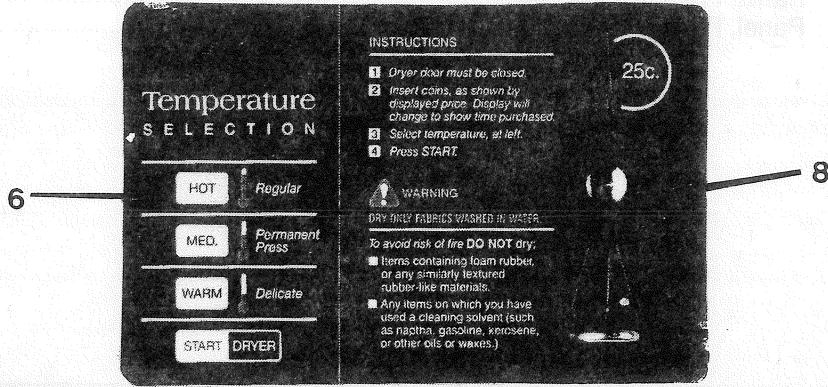 Temperature
SELECTION
HOT Regular
MED. Permanent
Press
WARM Delicate
START DRYER
INSTRUCTIONS
1 Dryer door must be closed.
2 Insert coins, as shown by
displayed price. Display will
change to show time purchased.
3 Select temperature, at left.
4 Press START.
WARNING
DRY ONLY FABRICS WASHED IN WATER.
To avoid risk of fire DO NOT dry;
Items containing foam rubber,
or any similarly textured
rubber-like materials.
Any items on which you have
used a cleaning solvent (such
as naptha, gasoline, kerosene,
or other oils or waxes.)
25c.
6
8